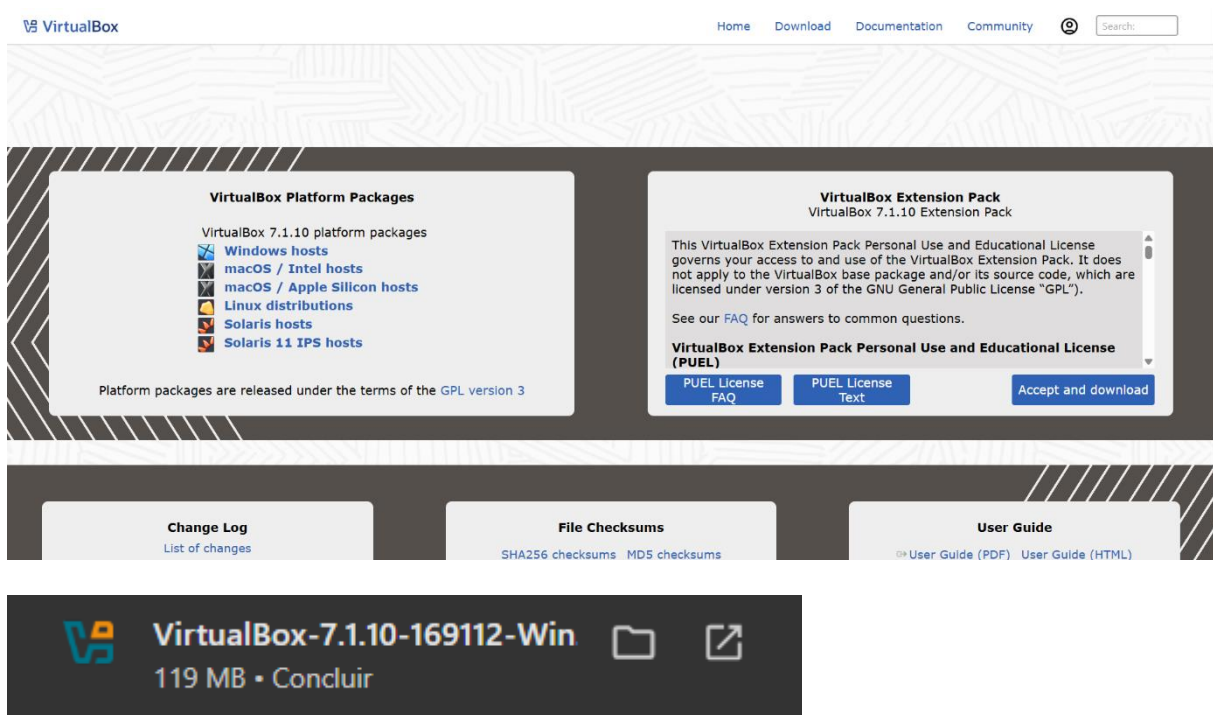 VirtualBox
Home Download Documentation Community Search:
VirtualBox Platform Packages
VirtualBox 7.1.10 platform packages
Windows hosts
macOS / Intel hosts
macOS / Apple Silicon hosts
Linux distributions
Solaris hosts
Solaris 11 IPS hosts
Platform packages are released under the terms of the GPL version 3
VirtualBox Extension Pack
VirtualBox 7.1.10 Extension Pack
This VirtualBox Extension Pack Personal Use and Educational License
governs your access to and use of the VirtualBox Extension Pack. It does
not apply to the VirtualBox base package and/or its source code, which are
licensed under version 3 of the GNU General Public License “GPL”).
See our FAQ for answers to common questions.
VirtualBox Extension Pack Personal Use and Educational License
(PUEL)
PUEL License
FAQ
PUEL License
Text
Accept and download
Change Log
List of changes
File Checksums
SHA256 checksums MD5 checksums
User Guide
User Guide (PDF) User Guide (HTML)
VirtualBox-7.1.10-169112-Win
119 MB • Concluir